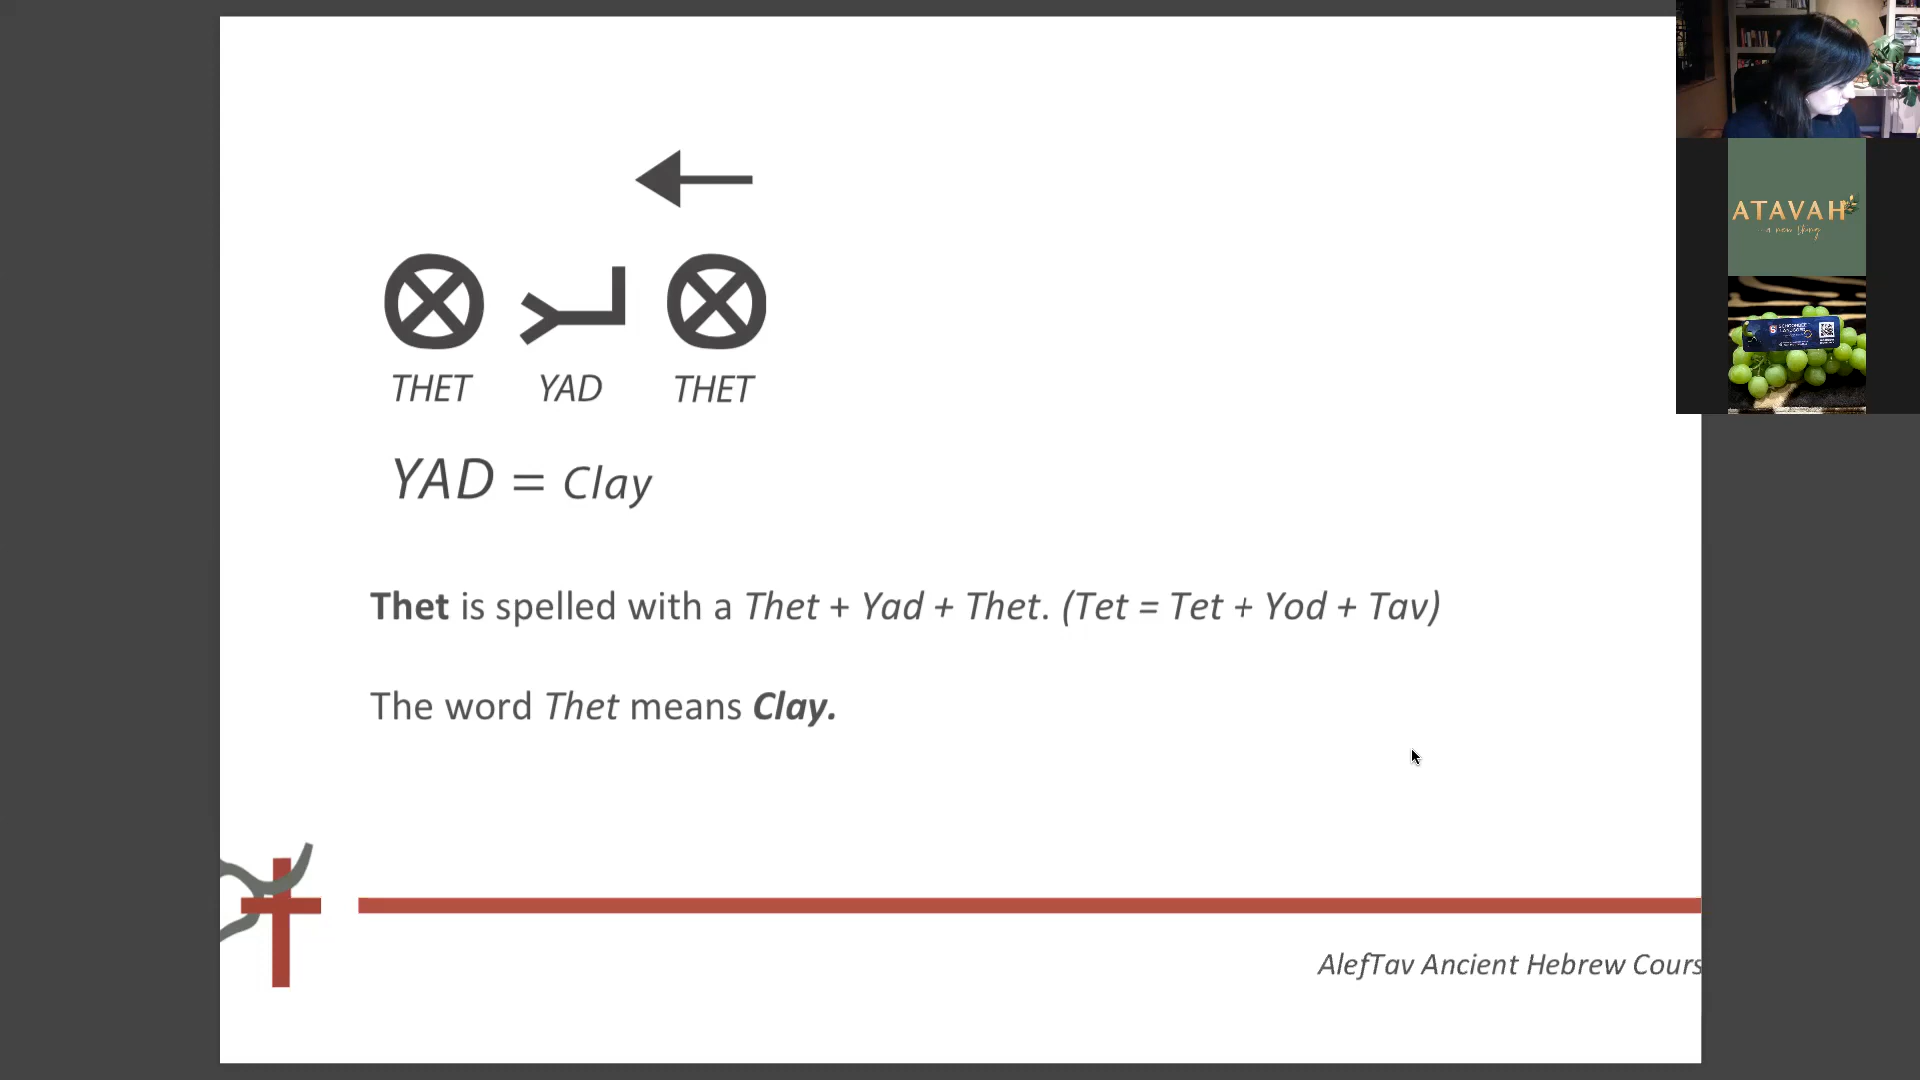 THET YAD THET
YAD = Clay
Thet is spelled with a Thet + Yad + Thet. (Tet = Tet + Yod + Tav)
The word Thet means Clay.
AlefTav Ancient Hebrew Cours
ATAVAH
a new thing